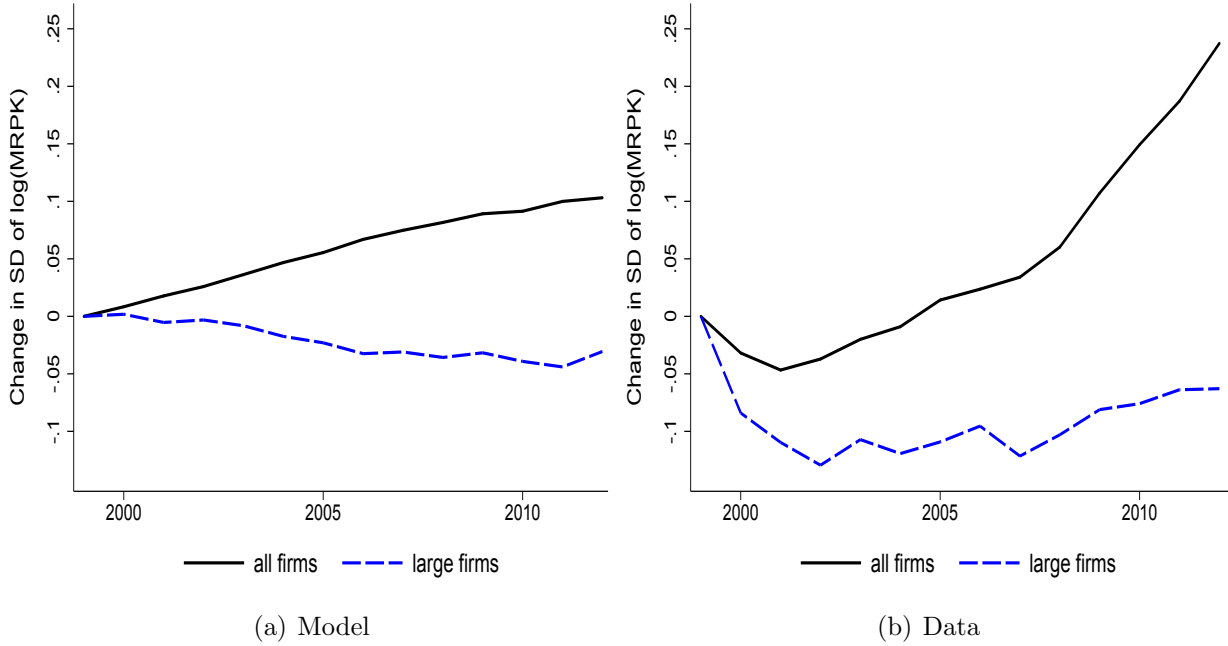 Change in SD of log(MRPK)
.25
.2
.15
.1
.05
0
-.05
-.1
2000
2005
2010
all firms
large firms
(a) Model
Change in SD of log(MRPK)
.25
.2
.15
.1
.05
0
-.05
-.1
2000
2005
2010
all firms
large firms
(b) Data